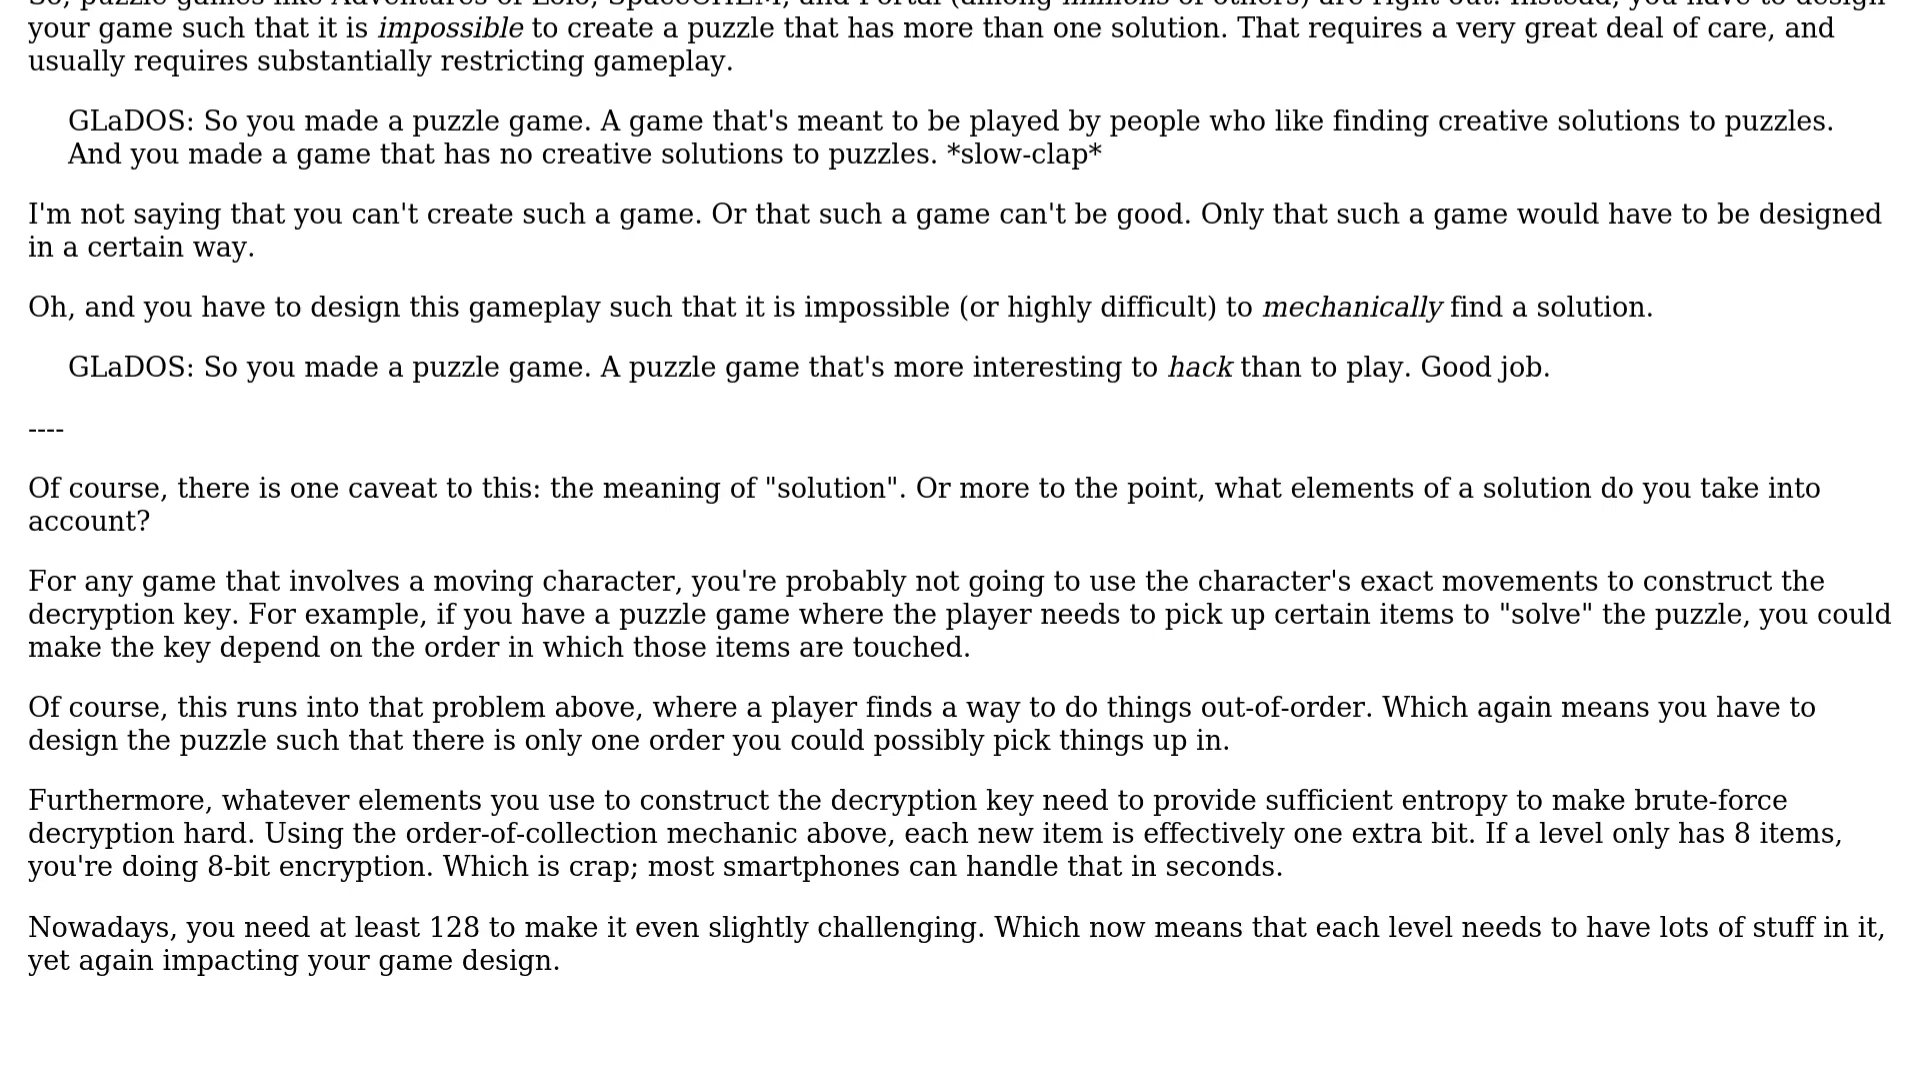 your game such that it is impossible to create a puzzle that has more than one solution. That requires a very great deal of care, and
usually requires substantially restricting gameplay.
GLaDOS: So you made a puzzle game. A game that's meant to be played by people who like finding creative solutions to puzzles.
And you made a game that has no creative solutions to puzzles. *slow-clap*
I'm not saying that you can't create such a game. Or that such a game can't be good. Only that such a game would have to be designed
in a certain way.
Oh, and you have to design this gameplay such that it is impossible (or highly difficult) to mechanically find a solution.
GLaDOS: So you made a puzzle game. A puzzle game that's more interesting to hack than to play. Good job.
----
Of course, there is one caveat to this: the meaning of "solution". Or more to the point, what elements of a solution do you take into
account?
For any game that involves a moving character, you're probably not going to use the character's exact movements to construct the
decryption key. For example, if you have a puzzle game where the player needs to pick up certain items to "solve" the puzzle, you could
make the key depend on the order in which those items are touched.
Of course, this runs into that problem above, where a player finds a way to do things out-of-order. Which again means you have to
design the puzzle such that there is only one order you could possibly pick things up in.
Furthermore, whatever elements you use to construct the decryption key need to provide sufficient entropy to make brute-force
decryption hard. Using the order-of-collection mechanic above, each new item is effectively one extra bit. If a level only has 8 items,
you're doing 8-bit encryption. Which is crap; most smartphones can handle that in seconds.
Nowadays, you need at least 128 to make it even slightly challenging. Which now means that each level needs to have lots of stuff in it,
yet again impacting your game design.